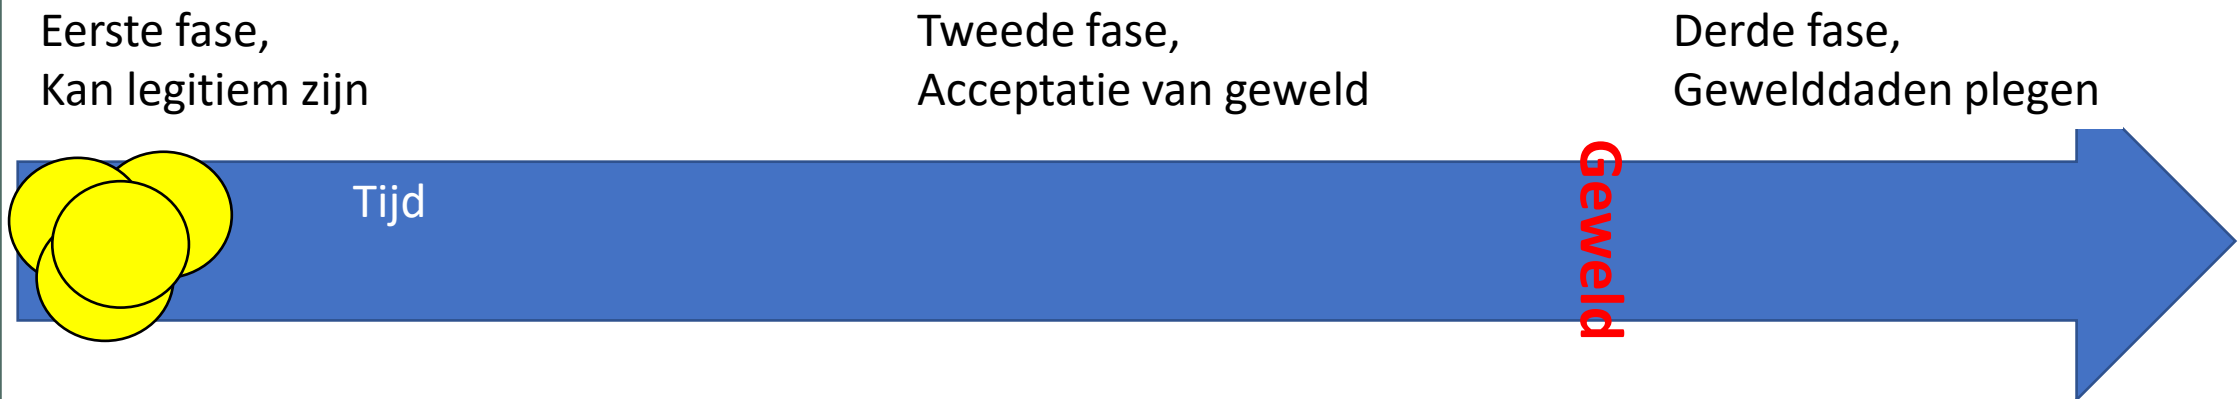 Eerste fase,
Kan legitiem zijn
Tweede fase,
Acceptatie van geweld
Derde fase,
Gewelddaden plegen
Tijd
Geweld